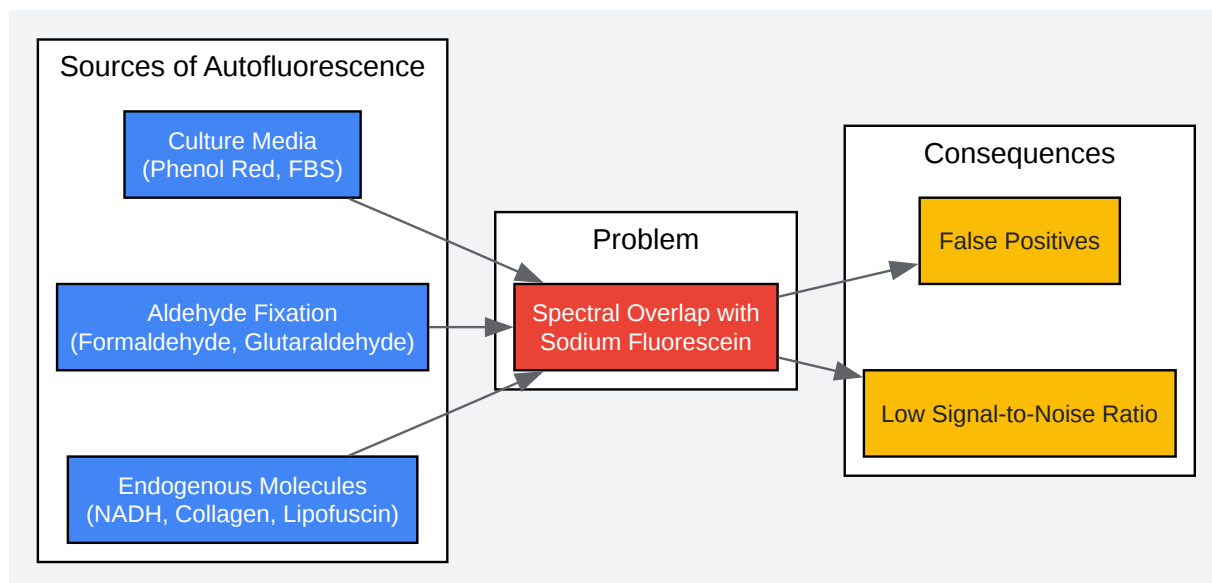 Sources of Autofluorescence
Culture Media
(Phenol Red, FBS)
Aldehyde Fixation
(Formaldehyde, Glutaraldehyde)
Endogenous Molecules
(NADH, Collagen, Lipofuscin)
Problem
Spectral Overlap with
Sodium Fluorescein
Consequences
False Positives
Low Signal-to-Noise Ratio